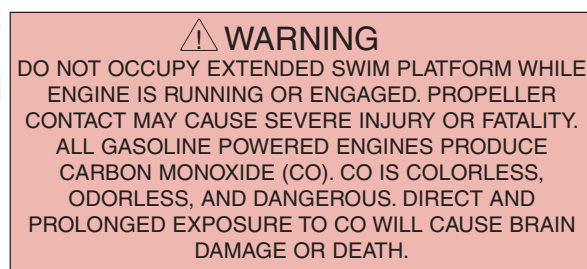 WARNING
DO NOT OCCUPY EXTENDED SWIM PLATFORM WHILE
ENGINE IS RUNNING OR ENGAGED. PROPELLER
CONTACT MAY CAUSE SEVERE INJURY OR FATALITY.
ALL GASOLINE POWERED ENGINES PRODUCE
CARBON MONOXIDE (CO). CO IS COLORLESS,
ODORLESS, AND DANGEROUS. DIRECT AND
PROLONGED EXPOSURE TO CO WILL CAUSE BRAIN
DAMAGE OR DEATH.